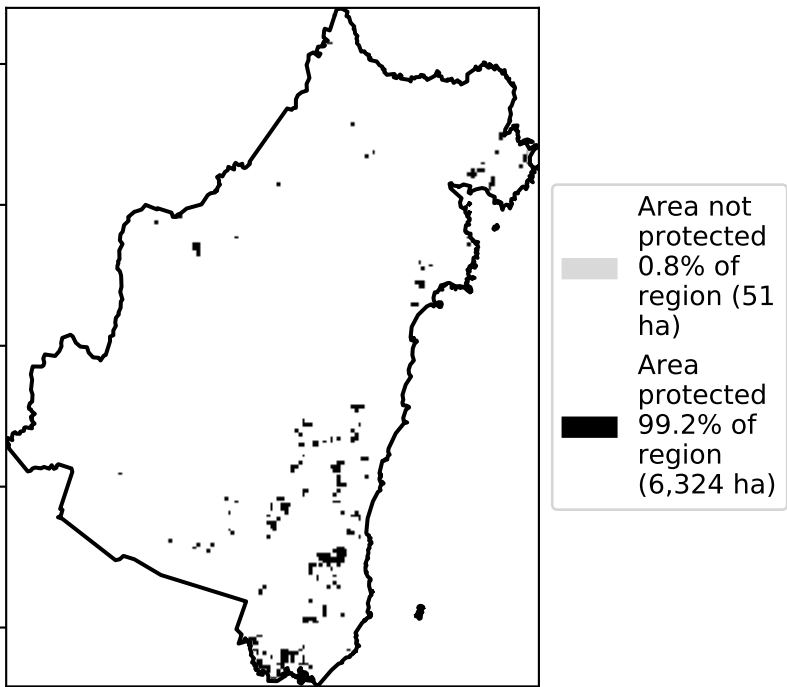 Area not
protected
0.8% of
region (51
ha)
Area
protected
99.2% of
region
(6,324 ha)